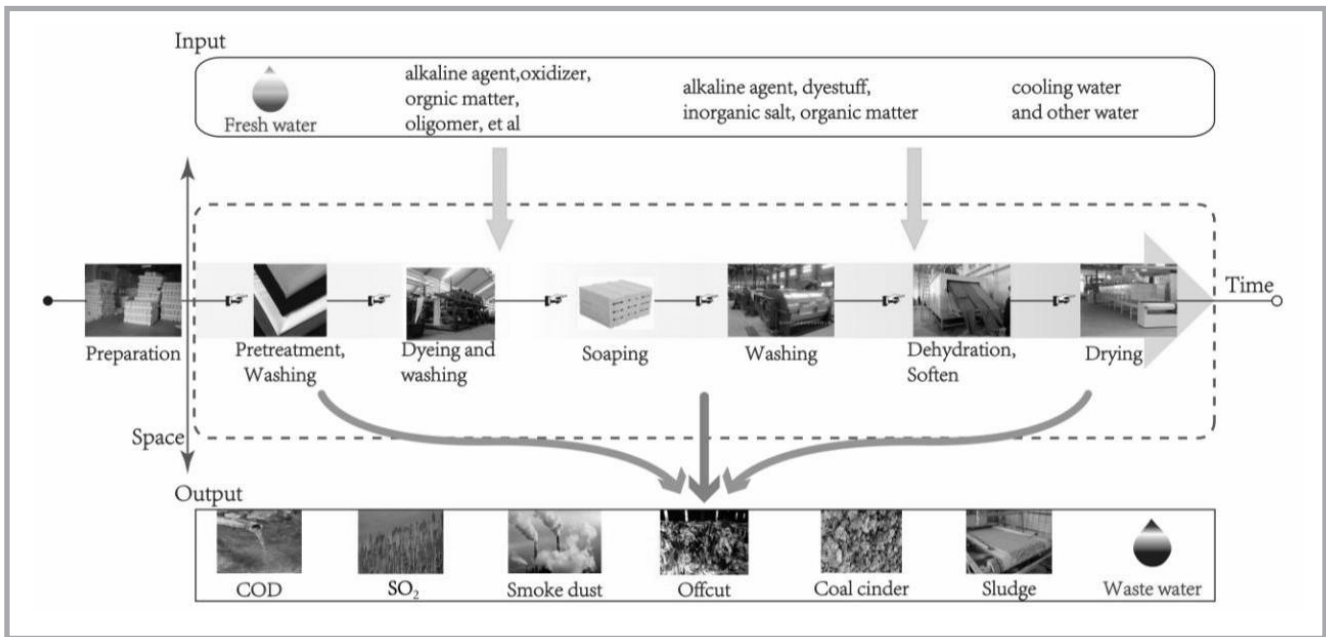 Input
Fresh water
alkaline agent,oxidizer,
orgnic matter,
oligomer, et al
alkaline agent, dyestuff,
inorganic salt, organic matter
cooling water
and other water
Time
Preparation
Pretreatment,
Washing
Dyeing and
washing
Soaping
Washing
Dehydration,
Soften
Drying
Space
Output
COD
SO₂
Smoke dust
Offcut
Coal cinder
Sludge
Waste water